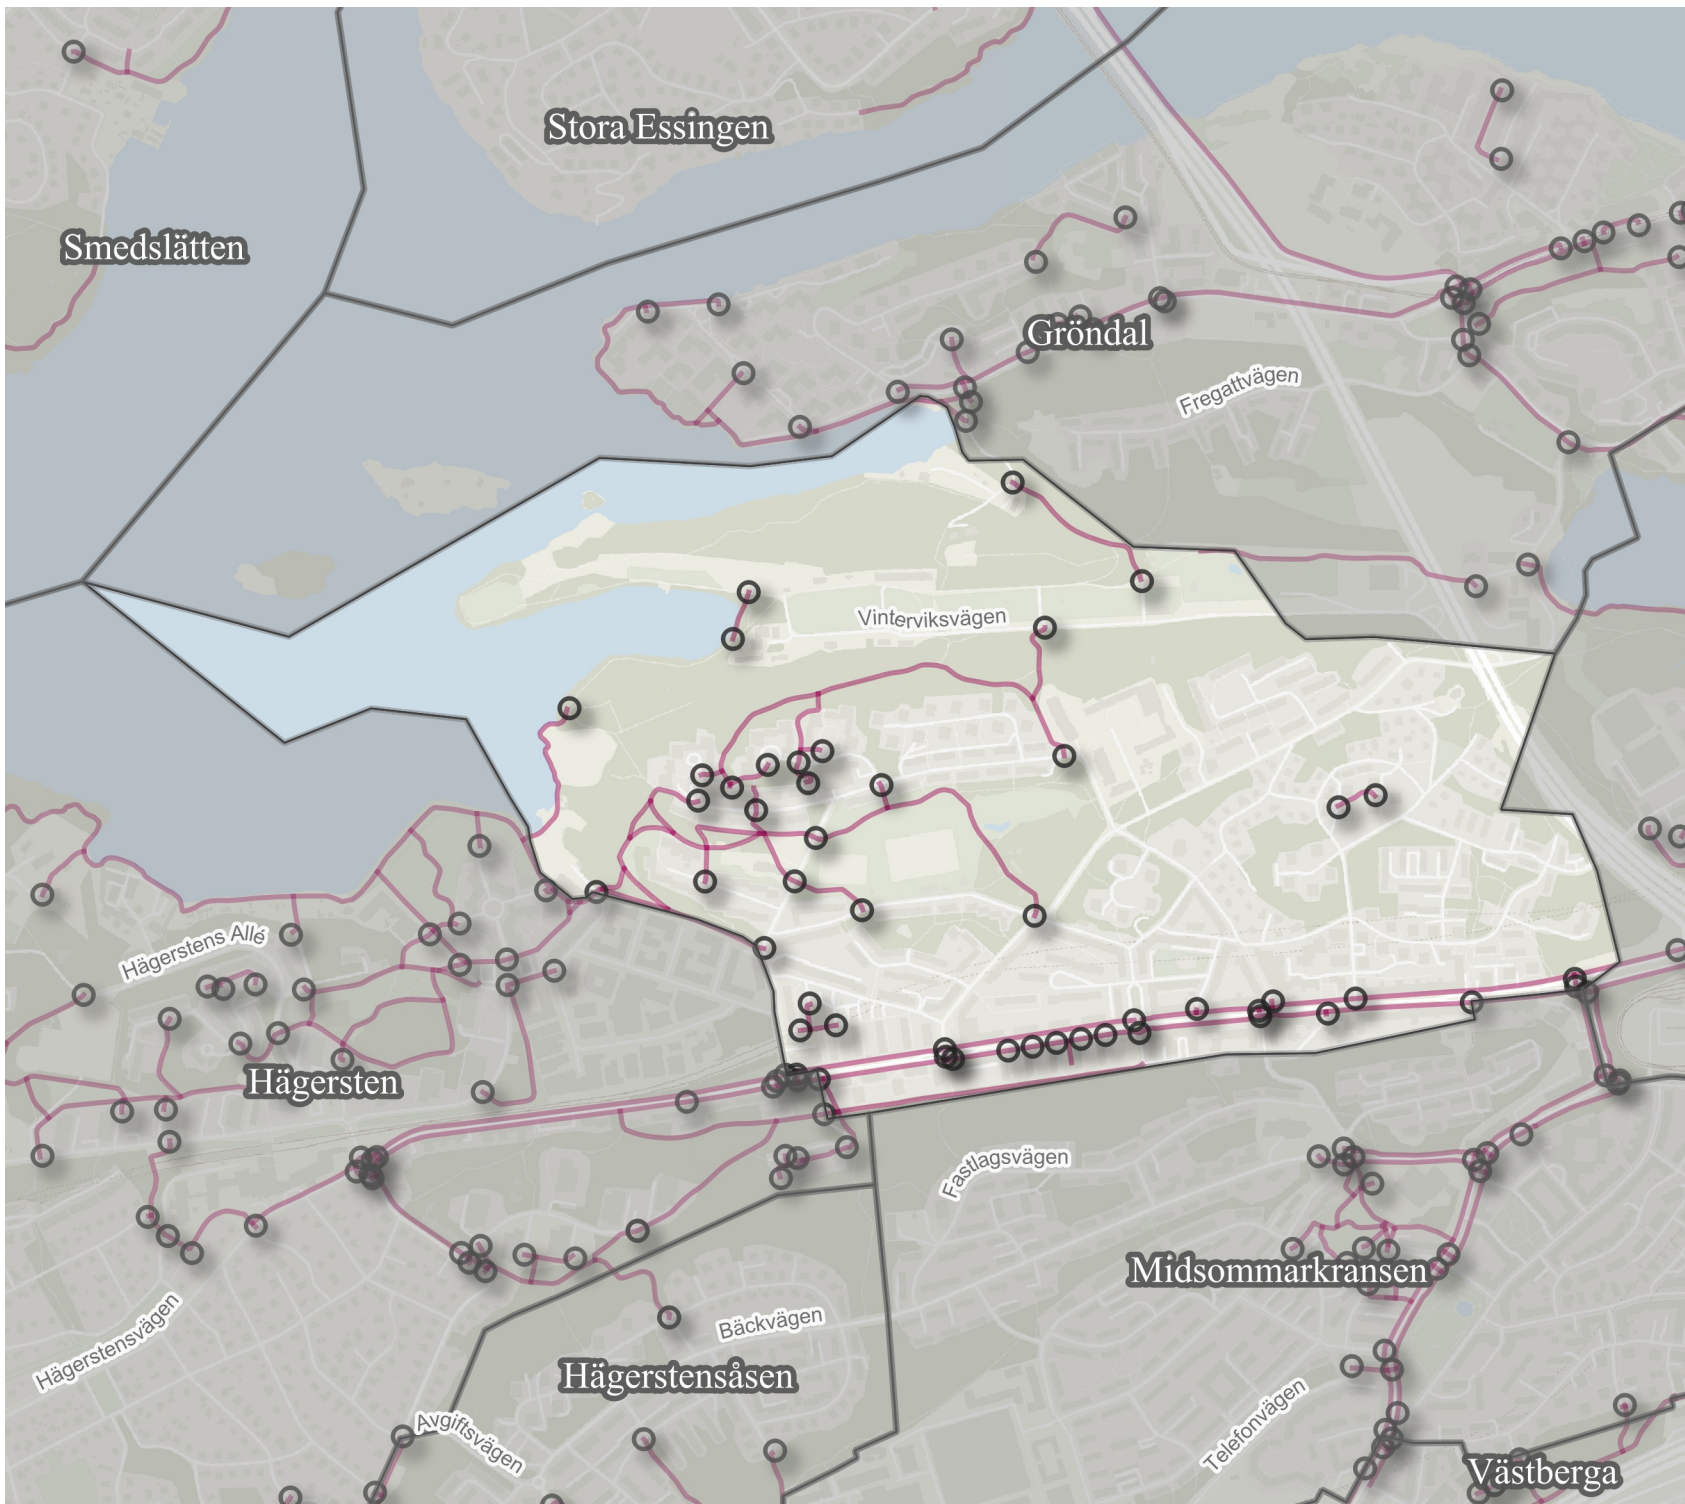 Stora Essingen
Smedslätten
Gröndal
Fregattvägen
Vinterviksvägen
Hägerstens Allé
Hägersten
Fastlagsvägen
Midsommarkransen
Hägerstensvägen
Bäckvägen
Hägerstensåsen
Avgiftsvägen
Telefonvägen
Västberga